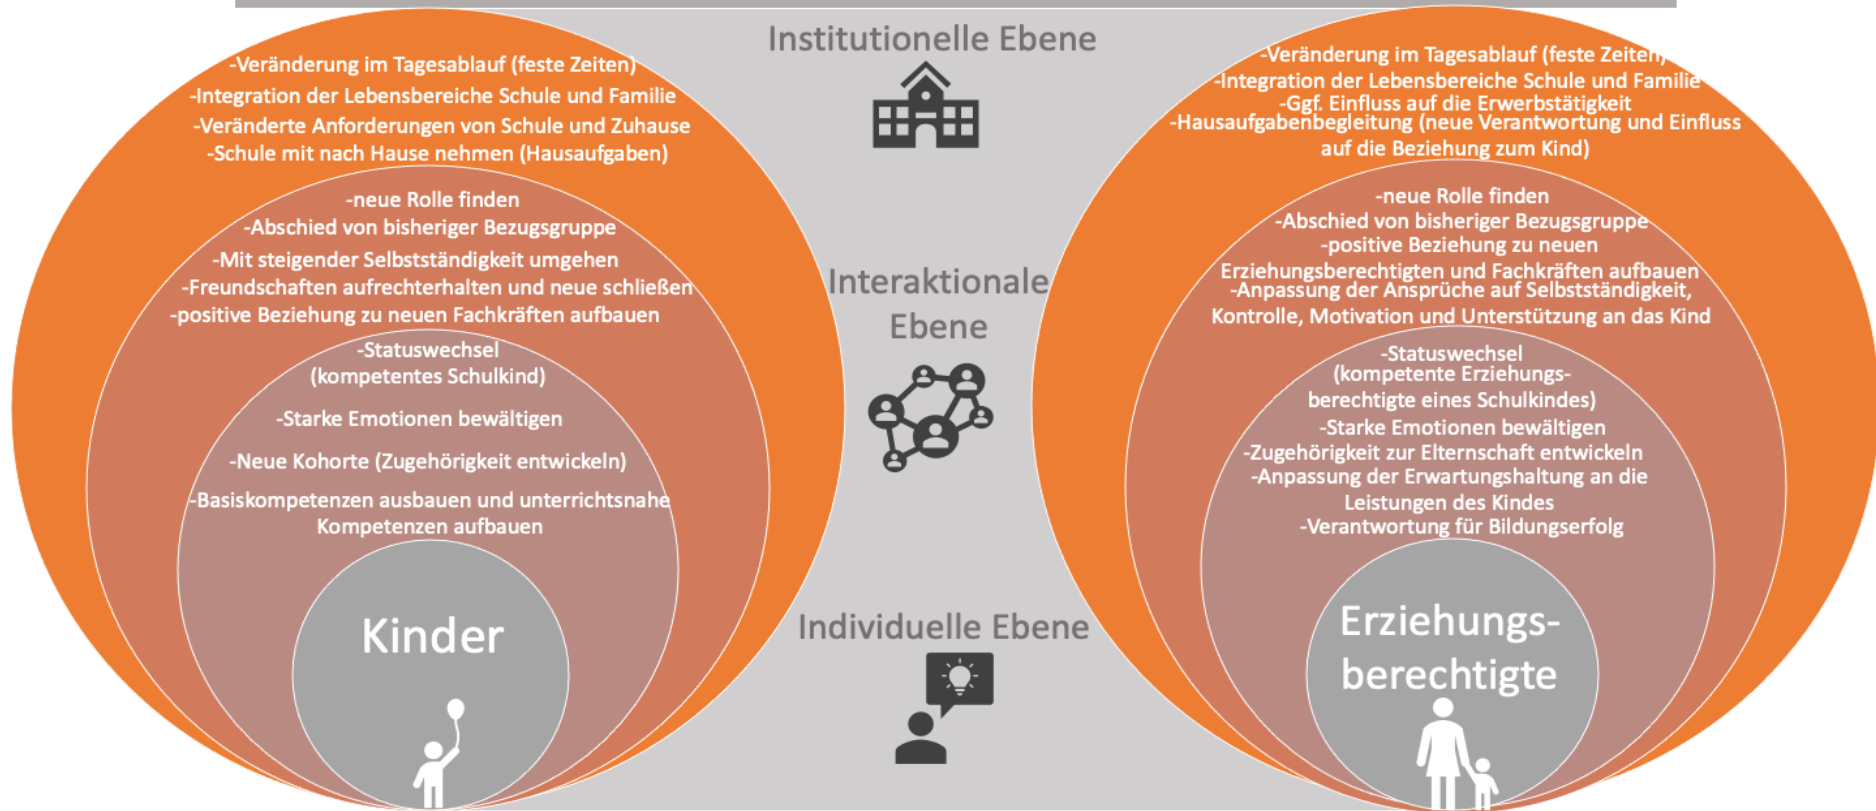 Institutionelle Ebene
-Veränderung im Tagesablauf (feste Zeiten)
-Integration der Lebensbereiche Schule und Familie
-Veränderte Anforderungen von Schule und Zuhause
-Schule mit nach Hause nehmen (Hausaufgaben)
-neue Rolle finden
-Abschied von bisheriger Bezugsgruppe
-Mit steigender Selbstständigkeit umgehen
-Freundschaften aufrechterhalten und neue schließen
-positive Beziehung zu neuen Fachkräften aufbauen
-Statuswechsel
(kompetentes Schulkind)
-Starke Emotionen bewältigen
-Neue Kohorte (Zugehörigkeit entwickeln)
-Basiskompetenzen ausbauen und unterrichtsnahe
Kompetenzen aufbauen
Kinder
Interaktionale
Ebene
Individuelle Ebene
-Veränderung im Tagesablauf (feste Zeiten)
-Integration der Lebensbereiche Schule und Familie
-Ggf. Einfluss auf die Erwerbstätigkeit
-Hausaufgabenbegleitung (neue Verantwortung und Einfluss
auf die Beziehung zum Kind)
-neue Rolle finden
-Abschied von bisheriger Bezugsgruppe
-positive Beziehung zu neuen
Erziehungsberechtigten und Fachkräften aufbauen
-Anpassung der Ansprüche auf Selbstständigkeit,
Kontrolle, Motivation und Unterstützung an das Kind
-Statuswechsel
(kompetente Erziehungs-
berechtigte eines Schulkindes)
-Starke Emotionen bewältigen
-Zugehörigkeit zur Elternschaft entwickeln
-Anpassung der Erwartungshaltung an die
Leistungen des Kindes
-Verantwortung für Bildungserfolg
Erziehungs-
berechtigte